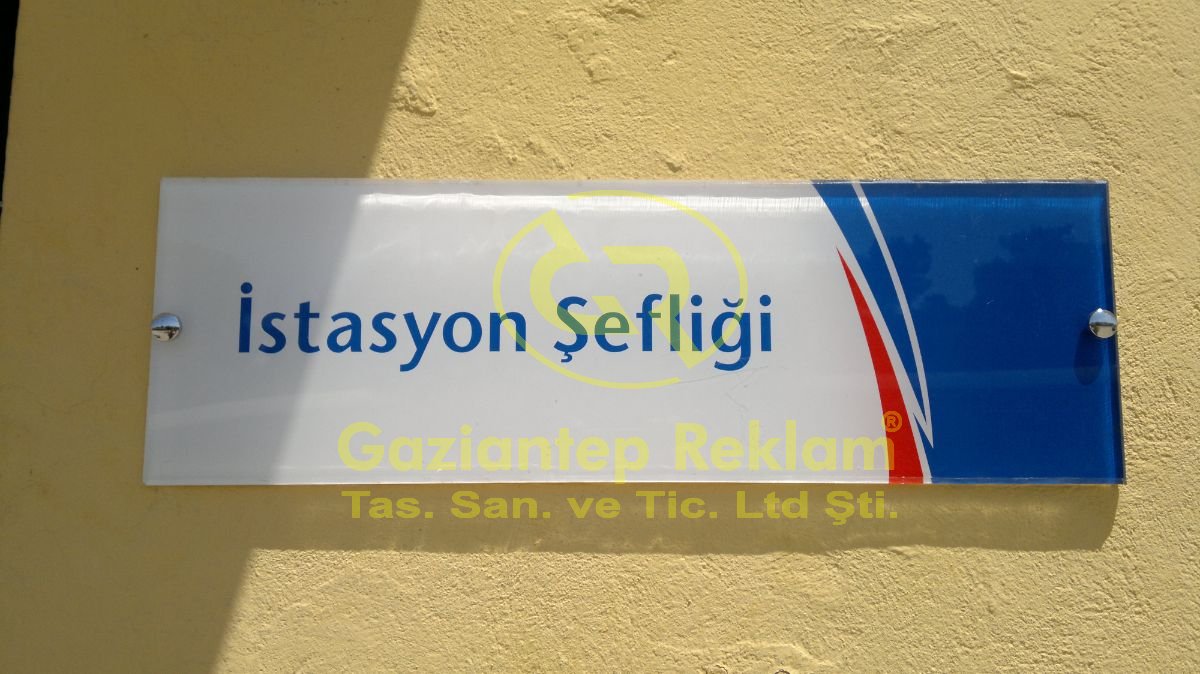 İstasyon Şefliği
Gaziantep Reklam®
Tas. San. ve Tic. Ltd Şti.